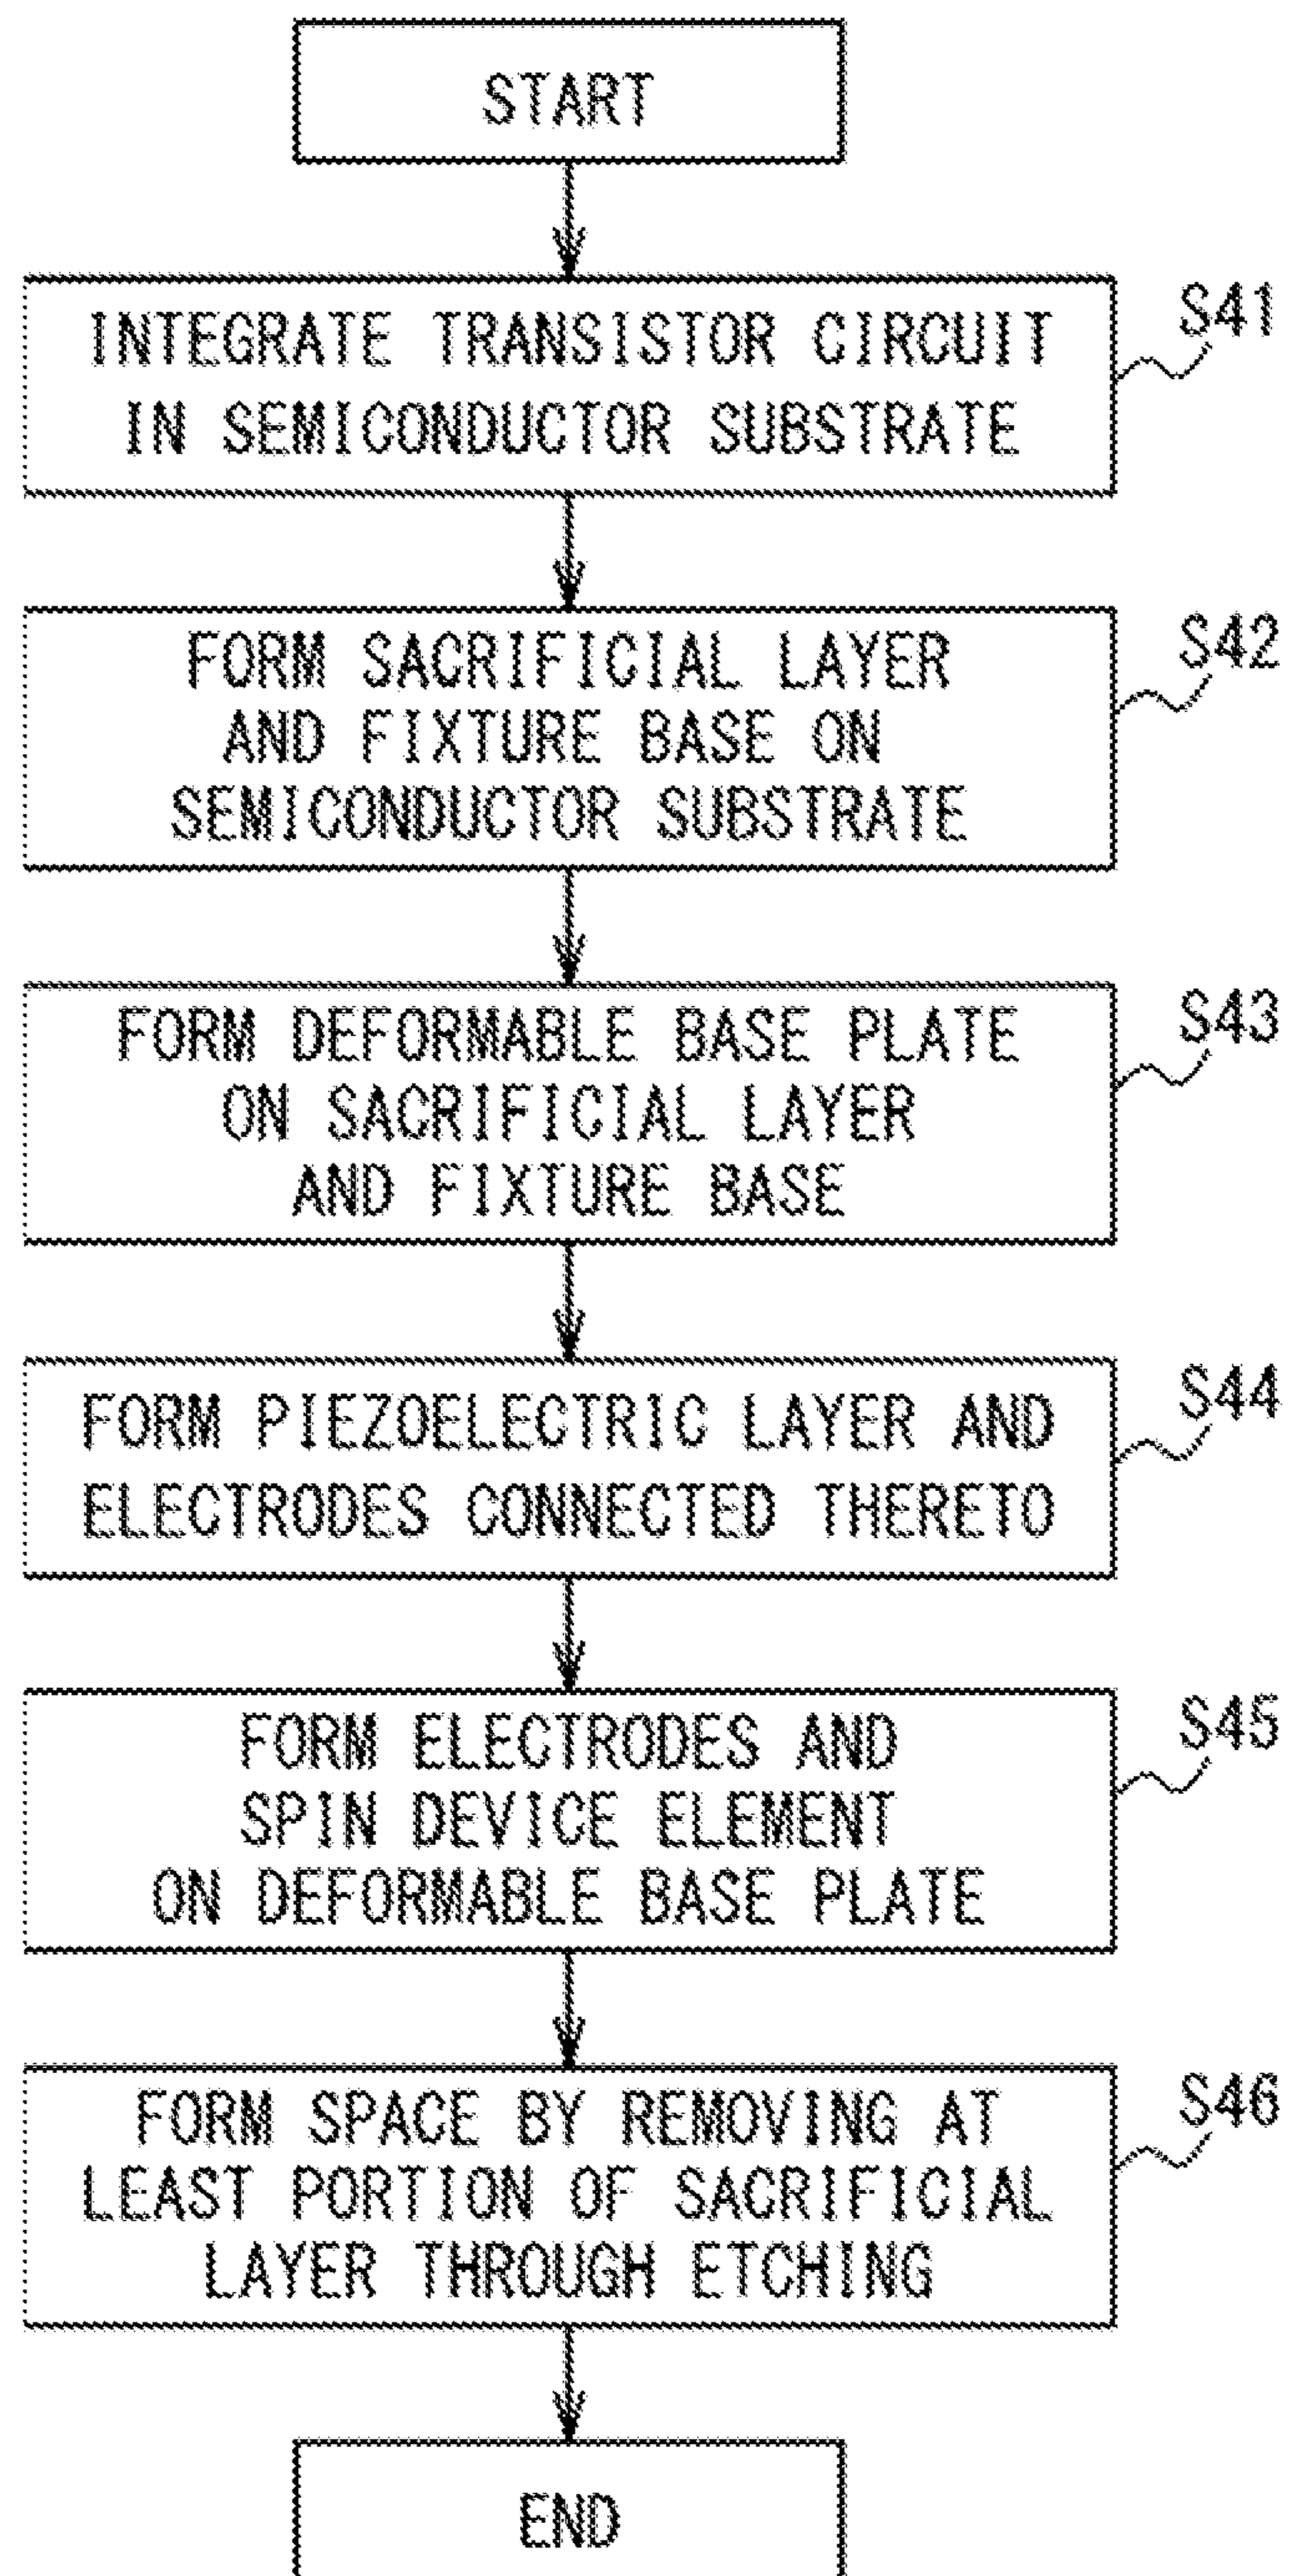 START
INTEGRATE TRANSISTOR CIRCUIT
IN SEMICONDUCTOR SUBSTRATE
S41
FORM SACRIFICIAL LAYER
AND FIXTURE BASE ON
SEMICONDUCTOR SUBSTRATE
S42
FORM DEFORMABLE BASE PLATE
ON SACRIFICIAL LAYER
AND FIXTURE BASE
S43
FORM PIEZOELECTRIC LAYER AND
ELECTRODES CONNECTED THERETO
S44
FORM ELECTRODES AND
SPIN DEVICE ELEMENT
ON DEFORMABLE BASE PLATE
S45
FORM SPACE BY REMOVING AT
LEAST PORTION OF SACRIFICIAL
LAYER THROUGH ETCHING
S46
END